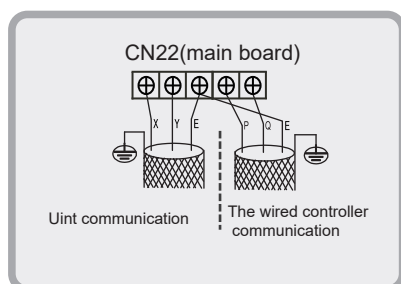 CN22(main board)
X Y E P Q E
Uint communication
The wired controller
communication